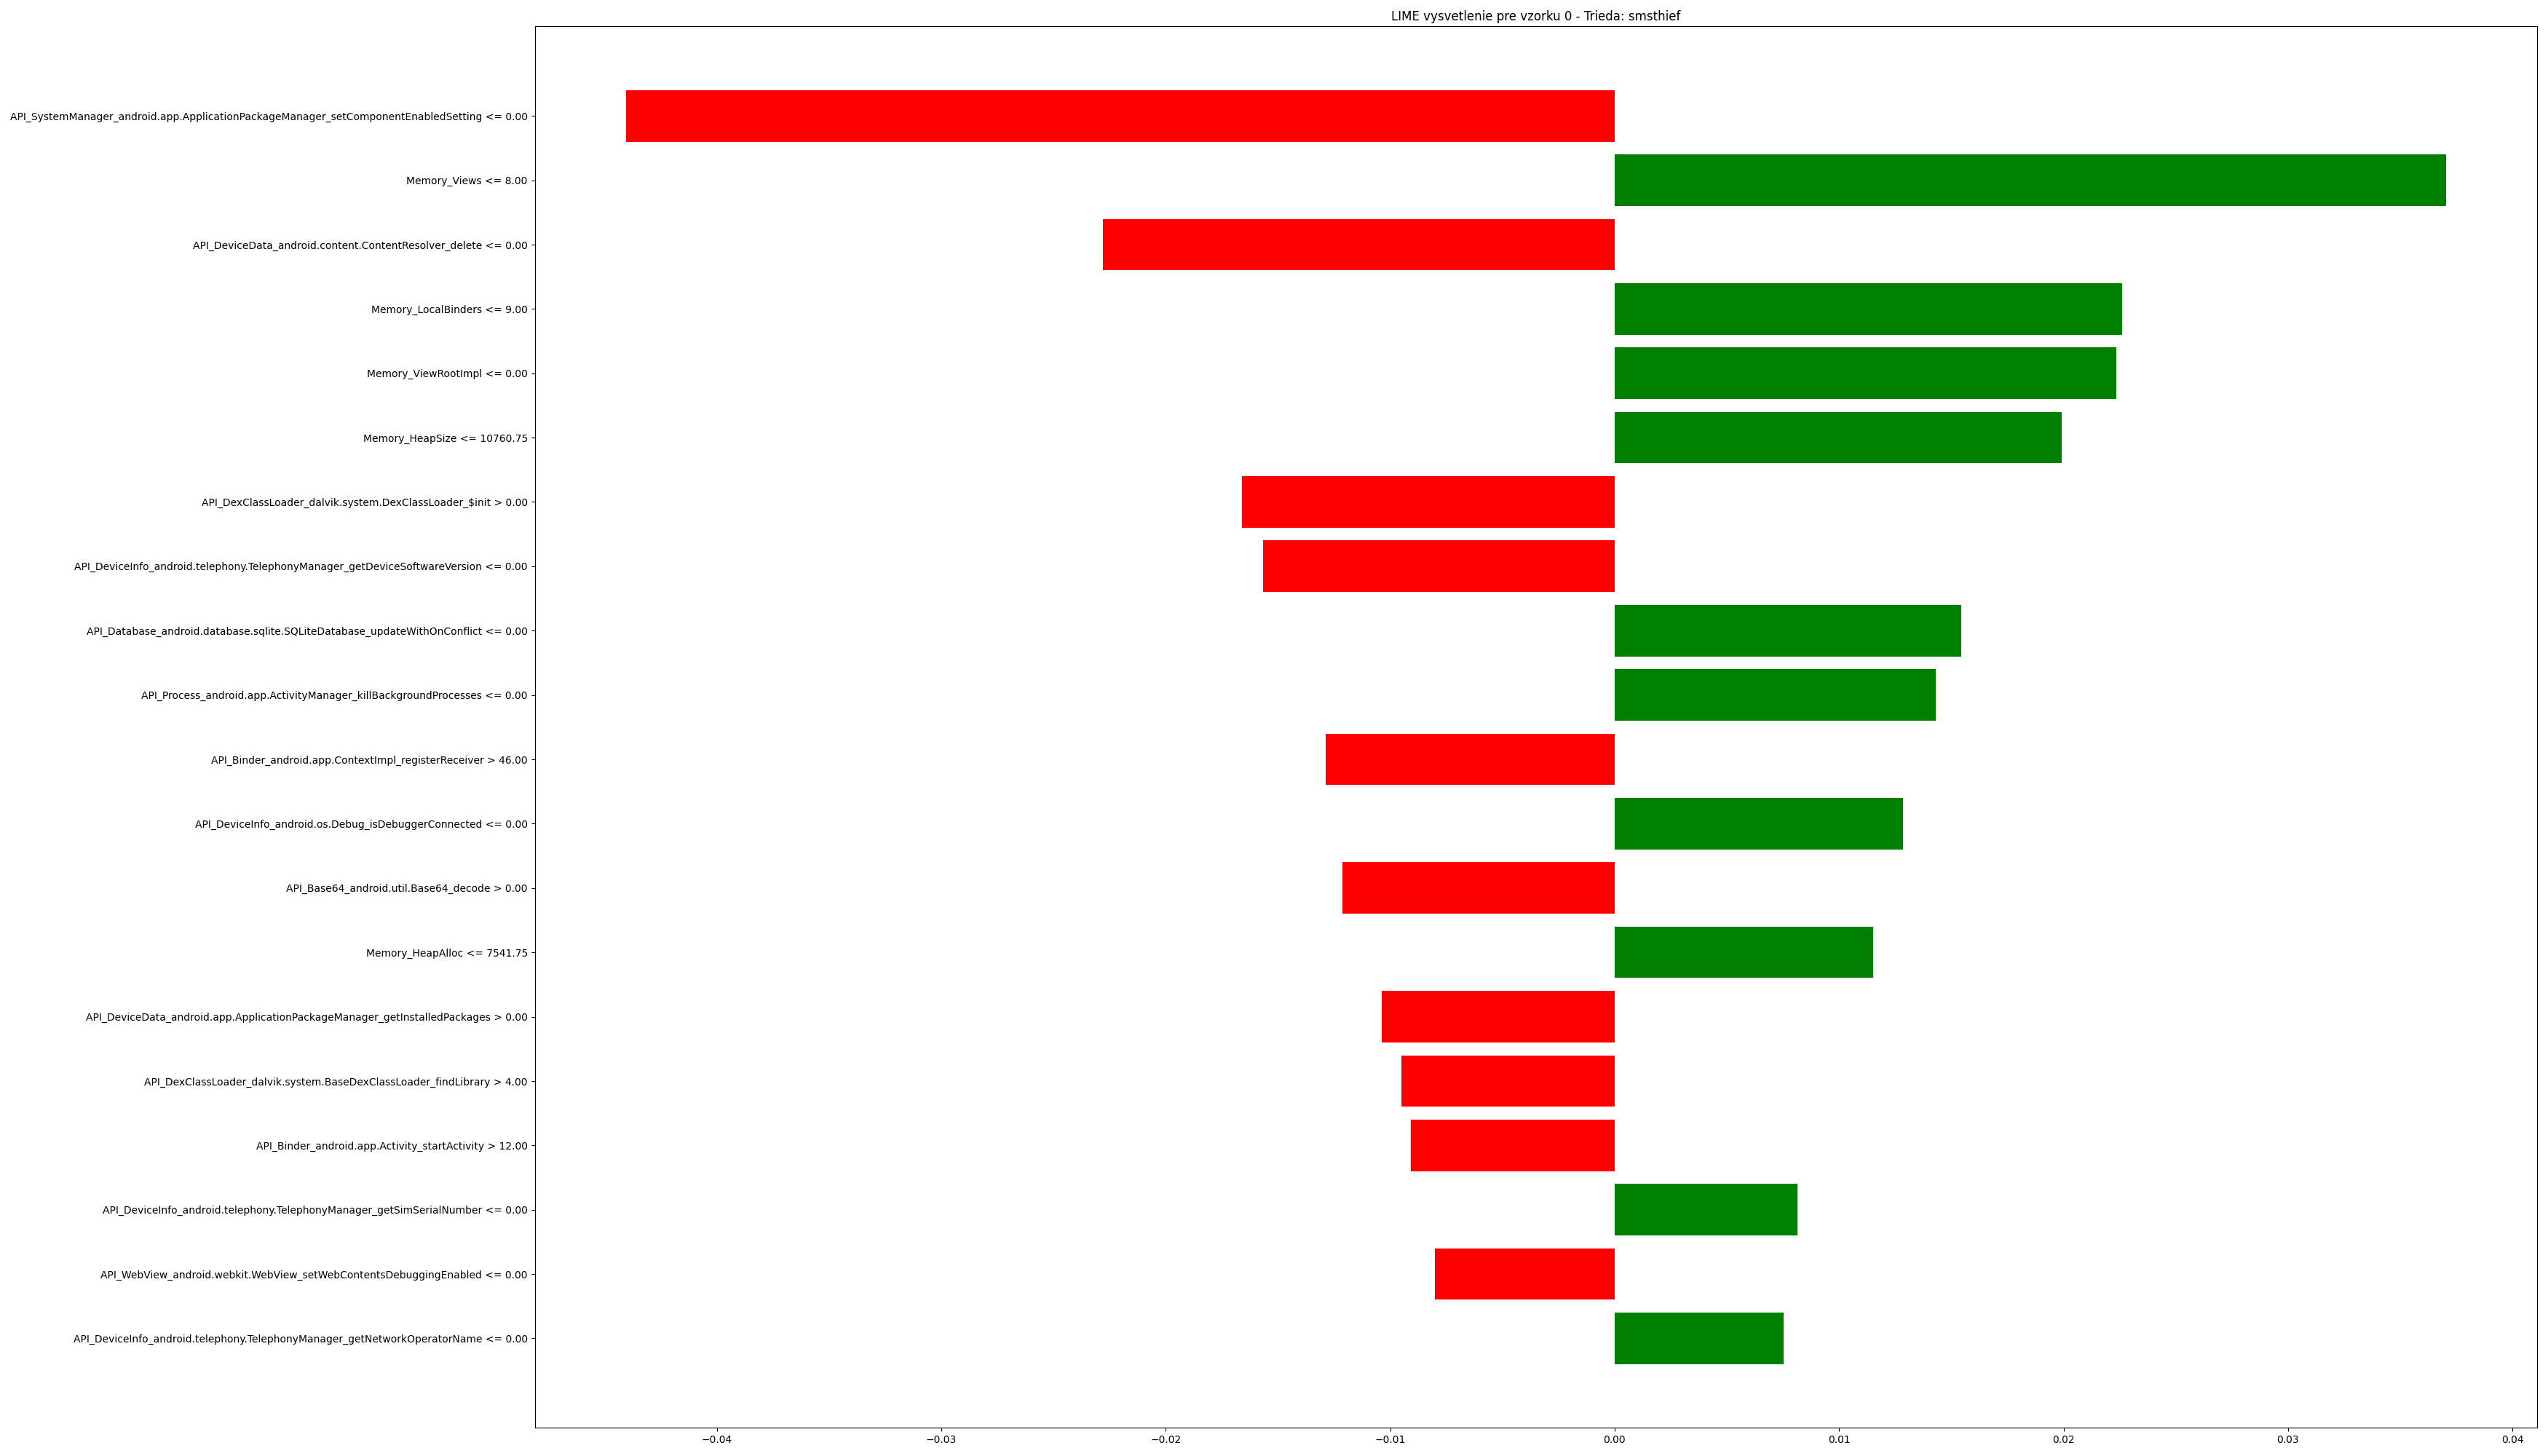 LIME vysvetlenie pre vzorku 0 - Trieda: smsthief
API_SystemManager_android.app.ApplicationPackageManager_setComponentEnabledSetting <= 0.00
Memory_Views <= 8.00
API_DeviceData_android.content.ContentResolver_delete <= 0.00
Memory_LocalBinders <= 9.00
Memory_ViewRootImpl <= 0.00
Memory_HeapSize <= 10760.75
API_DexClassLoader_dalvik.system.DexClassLoader_$init > 0.00
API_DeviceInfo_android.telephony.TelephonyManager_getDeviceSoftwareVersion <= 0.00
API_Database_android.database.sqlite.SQLiteDatabase_updateWithOnConflict <= 0.00
API_Process_android.app.ActivityManager_killBackgroundProcesses <= 0.00
API_Binder_android.app.ContextImpl_registerReceiver > 46.00
API_DeviceInfo_android.os.Debug_isDebuggerConnected <= 0.00
API_Base64_android.util.Base64_decode > 0.00
Memory_HeapAlloc <= 7541.75
API_DeviceData_android.app.ApplicationPackageManager_getInstalledPackages > 0.00
API_DexClassLoader_dalvik.system.BaseDexClassLoader_findLibrary > 4.00
API_Binder_android.app.Activity_startActivity > 12.00
API_DeviceInfo_android.telephony.TelephonyManager_getSimSerialNumber <= 0.00
API_WebView_android.webkit.WebView_setWebContentsDebuggingEnabled <= 0.00
API_DeviceInfo_android.telephony.TelephonyManager_getNetworkOperatorName <= 0.00
−0.04 −0.03 −0.02 −0.01 0.00 0.01 0.02 0.03 0.04